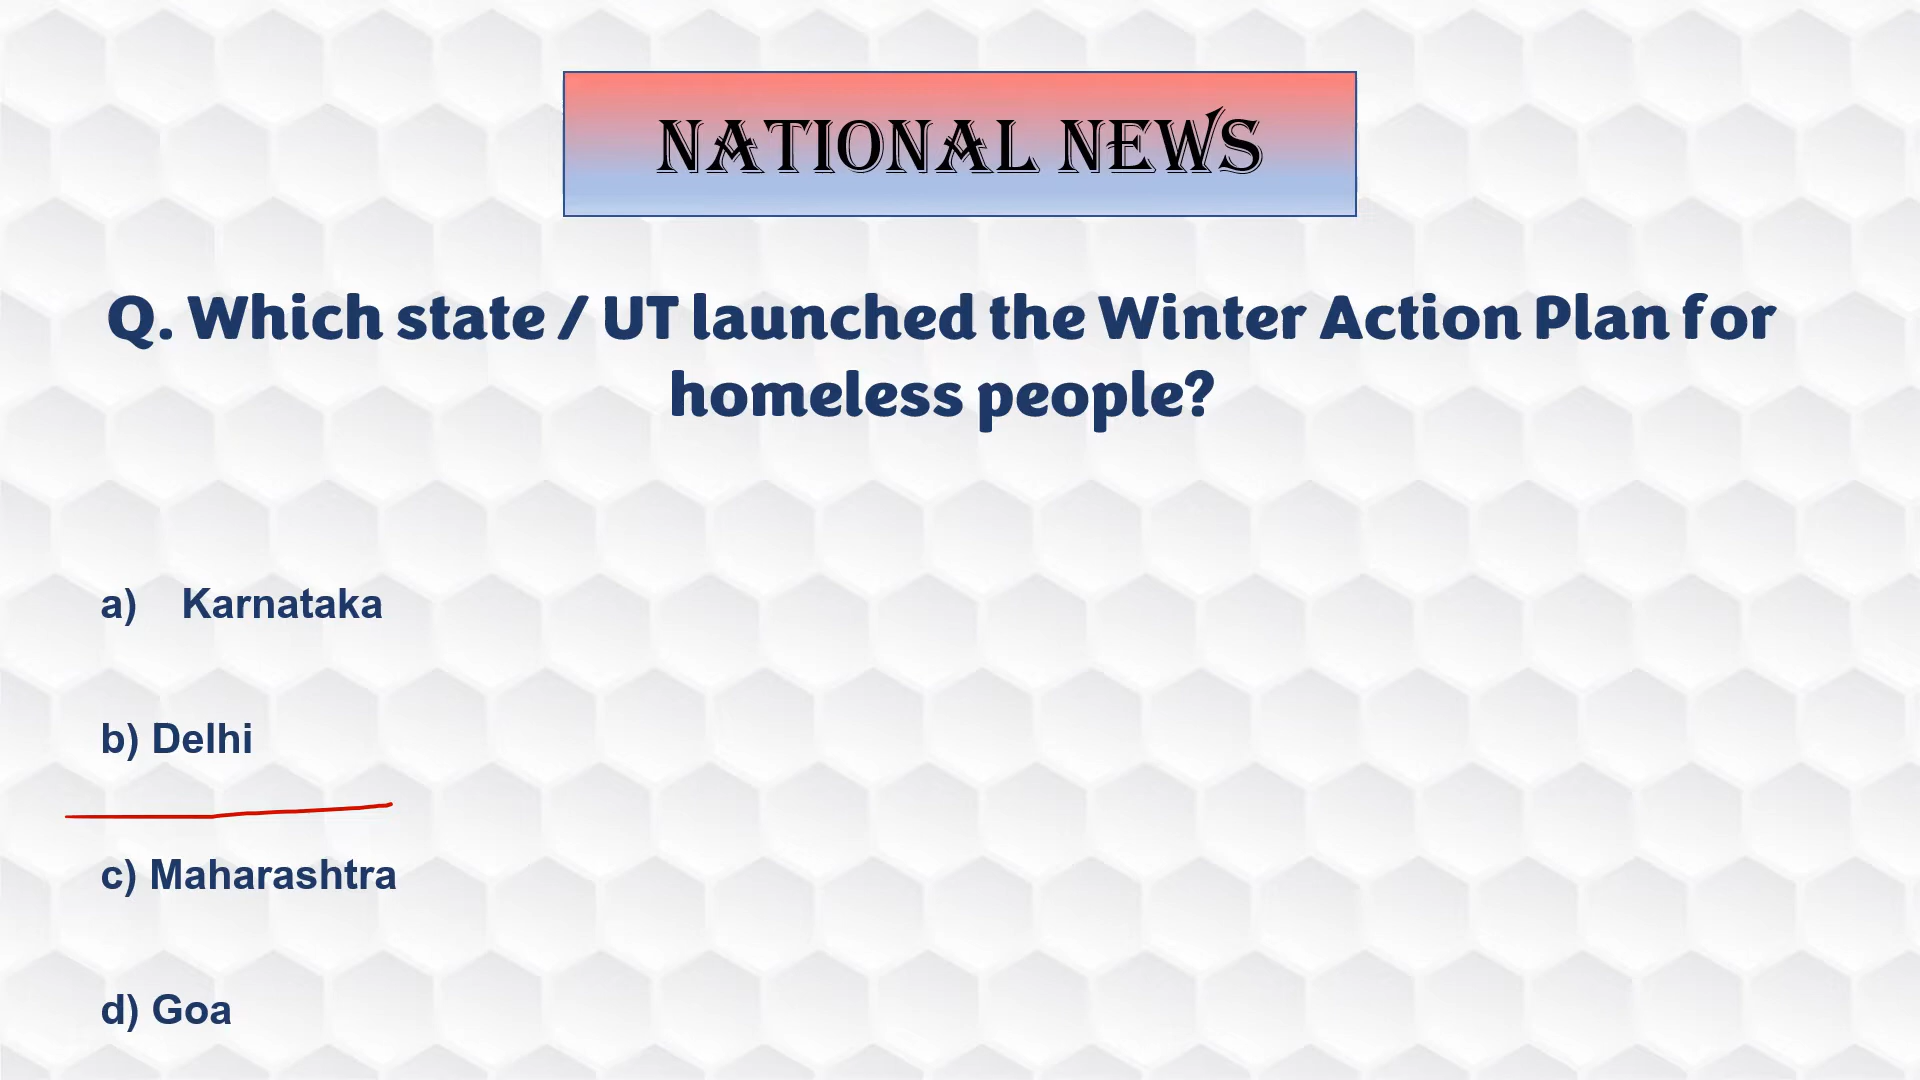 NATIONAL NEWS
Q. Which state / UT launched the Winter Action Plan for
homeless people?
a) Karnataka
b) Delhi
c) Maharashtra
d) Goa